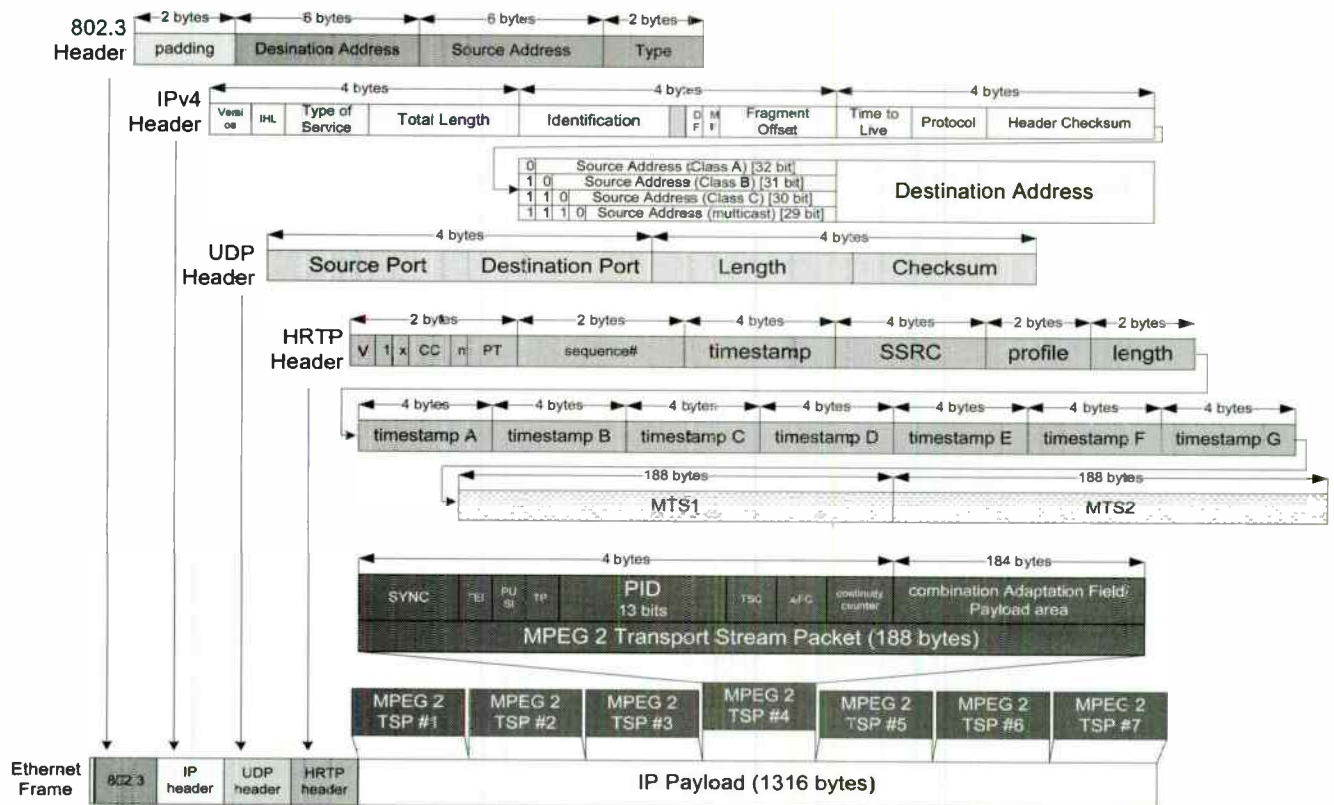 2 bytes 6 bytes 6 bytes 2 bytes
802.3
Header
padding Desination Address Source Address Type
4 bytes 4 bytes 4 bytes
IPv4
Header
Versi
on IHL Type of
Service Total Length Identification D
F M
F Fragment
Offset Time to
Live Protocol Header Checksum
0 Source Address (Class A) [32 bit]
1 0 Source Address (Class B) [31 bit]
1 1 0 Source Address (Class C) [30 bit]
1 1 1 0 Source Address (multicast) [29 bit]
Destination Address
4 bytes 4 bytes
UDP
Header
Source Port Destination Port Length Checksum
2 bytes 2 bytes 4 bytes 4 bytes 2 bytes 2 bytes
HRTP
Header
V 1 x CC n PT sequence# timestamp SSRC profile length
4 bytes 4 bytes 4 bytes 4 bytes 4 bytes 4 bytes 4 bytes
timestamp A timestamp B timestamp C timestamp D timestamp E timestamp F timestamp G
188 bytes 188 bytes
MTS1 MTS2
4 bytes 184 bytes
SYNC TEI PU
SI TP PID
13 bits TSC AFC continuity
counter combination Adaptation Field/
Payload area
MPEG 2 Transport Stream Packet (188 bytes)
MPEG 2
TSP #1
MPEG 2
TSP #2
MPEG 2
TSP #3
MPEG 2
TSP #4
MPEG 2
TSP #5
MPEG 2
TSP #6
MPEG 2
TSP #7
Ethernet
Frame
802.3
IP
header
UDP
header
HRTP
header
IP Payload (1316 bytes)